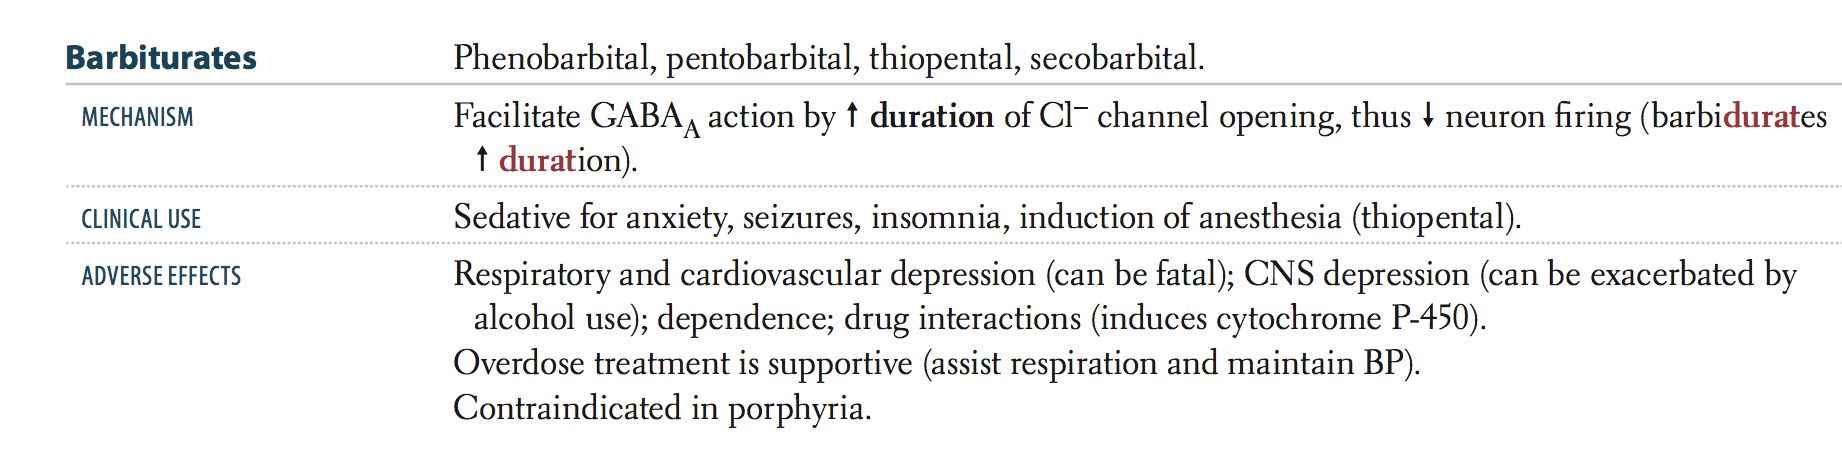 Barbiturates Phenobarbital, pentobarbital, thiopental, secobarbital.
MECHANISM Facilitate GABAA action by ↑ duration of Cl− channel opening, thus ↓ neuron firing (barbidurates
↑ duration).
CLINICAL USE Sedative for anxiety, seizures, insomnia, induction of anesthesia (thiopental).
ADVERSE EFFECTS Respiratory and cardiovascular depression (can be fatal); CNS depression (can be exacerbated by
alcohol use); dependence; drug interactions (induces cytochrome P-450).
Overdose treatment is supportive (assist respiration and maintain BP).
Contraindicated in porphyria.